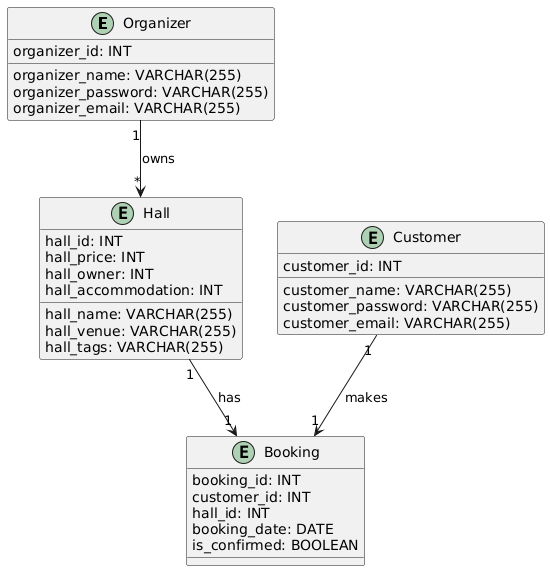 E Organizer
organizer_id: INT
organizer_name: VARCHAR(255)
organizer_password: VARCHAR(255)
organizer_email: VARCHAR(255)
1
owns
*
E Hall
hall_id: INT
hall_price: INT
hall_owner: INT
hall_accommodation: INT
hall_name: VARCHAR(255)
hall_venue: VARCHAR(255)
hall_tags: VARCHAR(255)
E Customer
customer_id: INT
customer_name: VARCHAR(255)
customer_password: VARCHAR(255)
customer_email: VARCHAR(255)
1
has
1
1
makes
1
E Booking
booking_id: INT
customer_id: INT
hall_id: INT
booking_date: DATE
is_confirmed: BOOLEAN